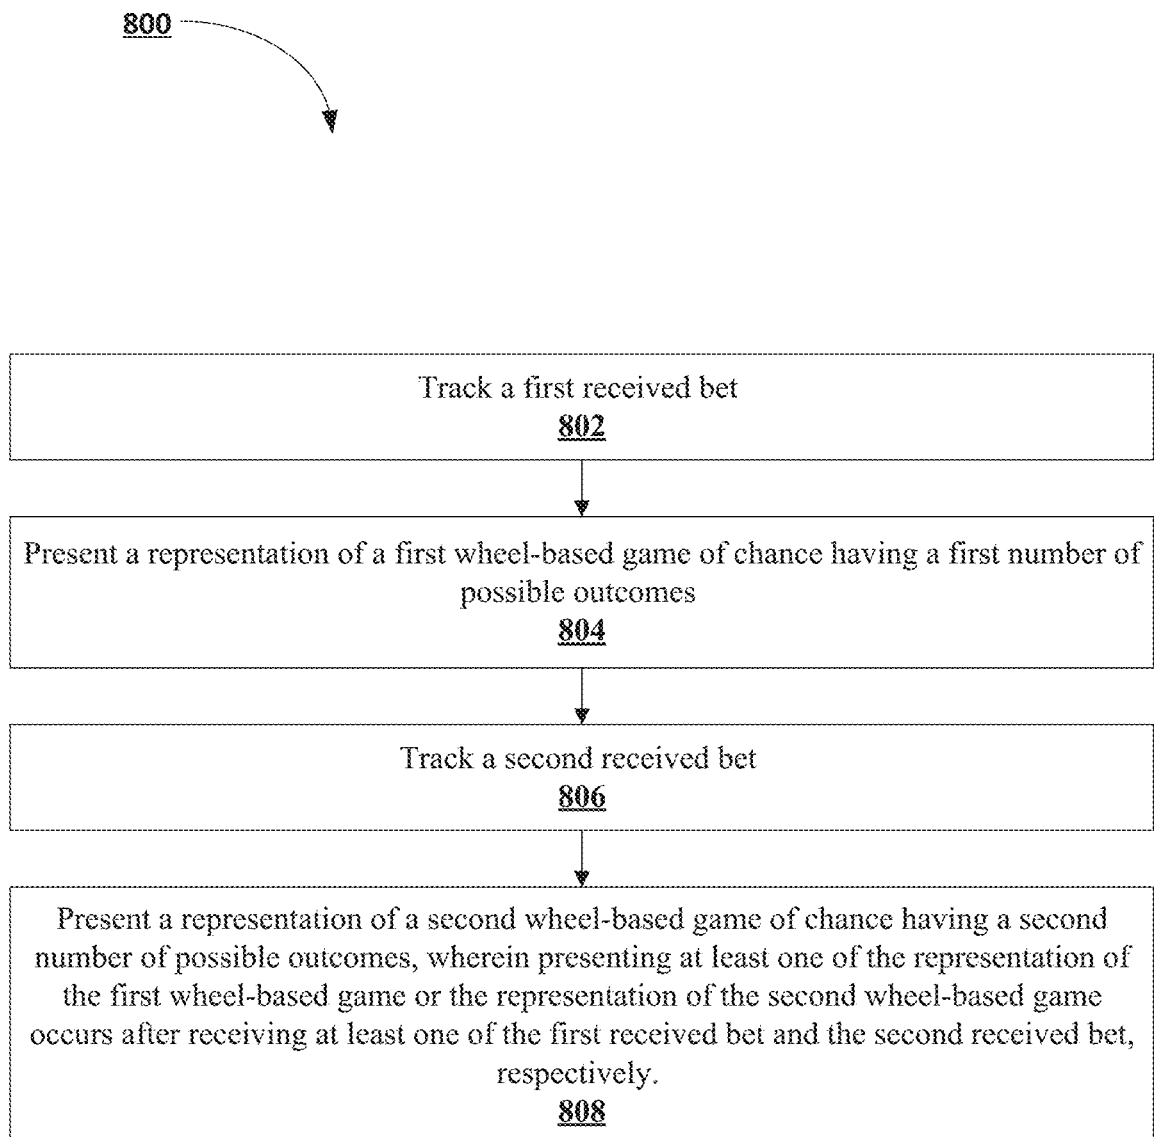 800
Track a first received bet
802
Present a representation of a first wheel-based game of chance having a first number of
possible outcomes
804
Track a second received bet
806
Present a representation of a second wheel-based game of chance having a second
number of possible outcomes, wherein presenting at least one of the representation of
the first wheel-based game or the representation of the second wheel-based game
occurs after receiving at least one of the first received bet and the second received bet,
respectively.
808